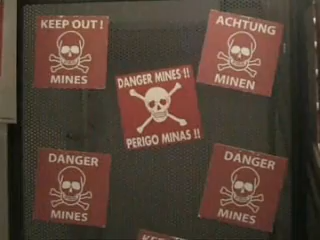 KEEP OUT !
MINES
ACHTUNG
MINEN
DANGER MINES !!
PERIGO MINAS !!
DANGER
MINES
DANGER
MINES